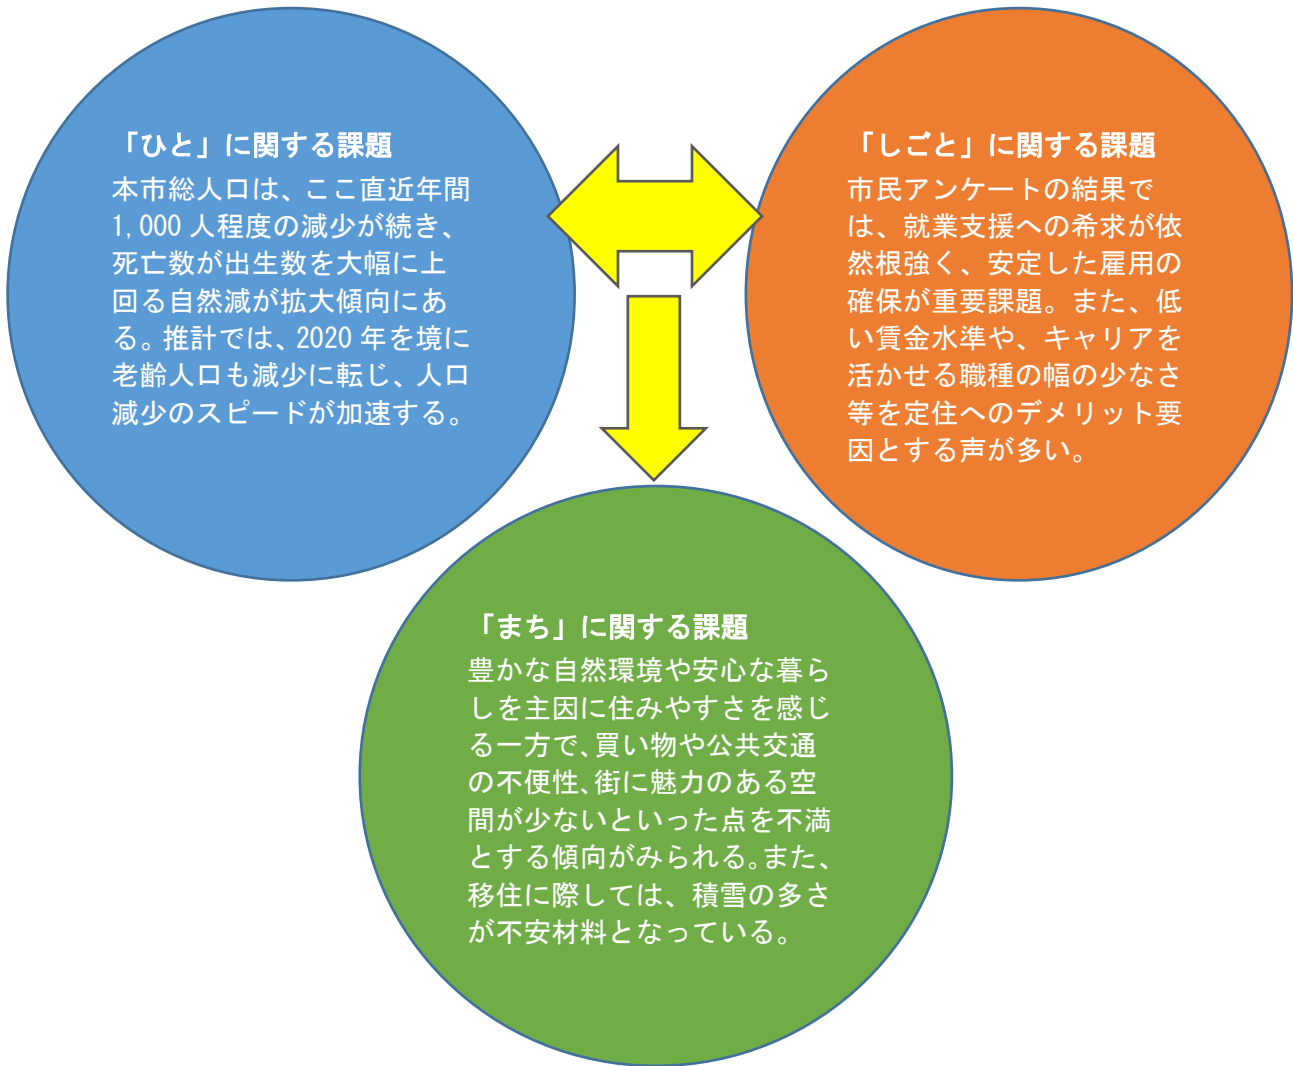 「ひと」に関する課題
本市総人口は、ここ直近年間
1,000 人程度の減少が続き、
死亡数が出生数を大幅に上
回る自然減が拡大傾向にあ
る。推計では、2020 年を境に
老齢人口も減少に転じ、人口
減少のスピードが加速する。
「しごと」に関する課題
市民アンケートの結果で
は、就業支援への希求が依
然根強く、安定した雇用の
確保が重要課題。また、低
い賃金水準や、キャリアを
活かせる職種の幅の少なさ
等を定住へのデメリット要
因とする声が多い。
「まち」に関する課題
豊かな自然環境や安心な暮ら
しを主因に住みやすさを感じ
る一方で、買い物や公共交通
の不便性、街に魅力のある空
間が少ないといった点を不満
とする傾向がみられる。また、
移住に際しては、積雪の多さ
が不安材料となっている。